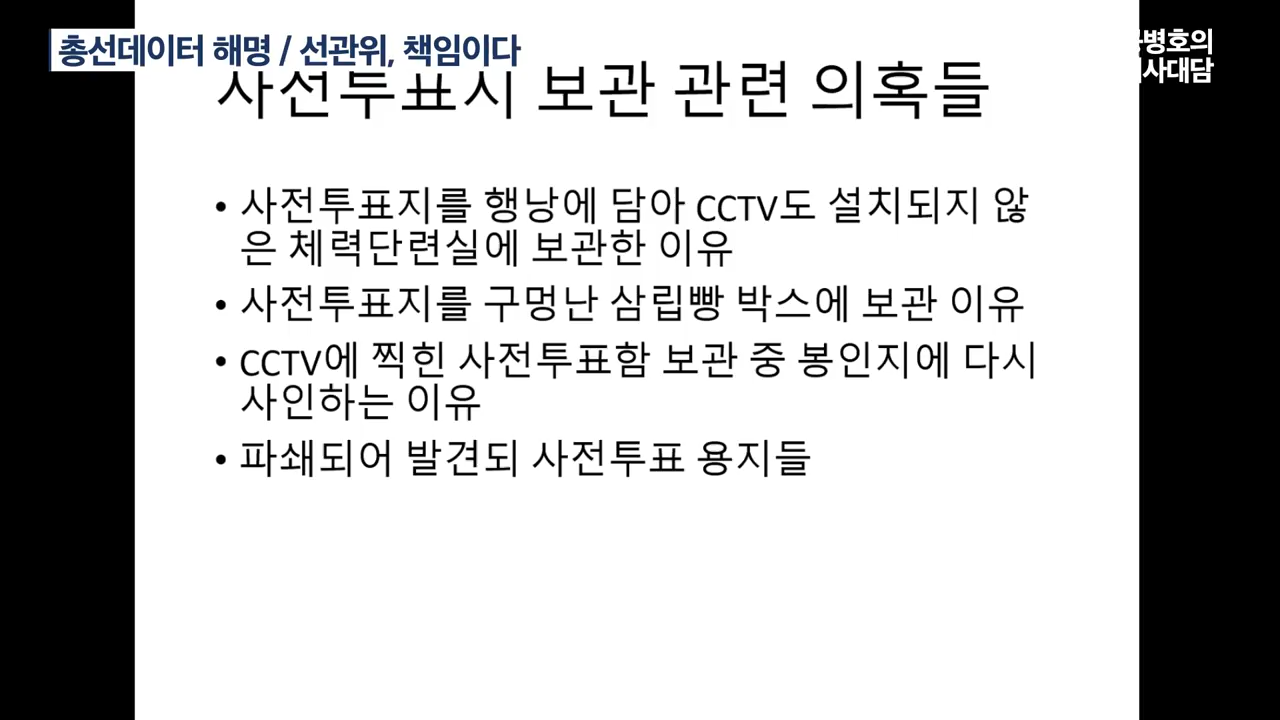 총선데이터 해명 / 선관위, 책임이다
병호의
사대담
사전투표지 보관 관련 의혹들
• 사전투표지를 행낭에 담아 CCTV도 설치되지 않
은 체력단련실에 보관한 이유
• 사전투표지를 구멍난 삼립빵 박스에 보관 이유
• CCTV에 찍힌 사전투표함 보관 중 봉인지에 다시
사인하는 이유
• 파쇄되어 발견되 사전투표 용지들